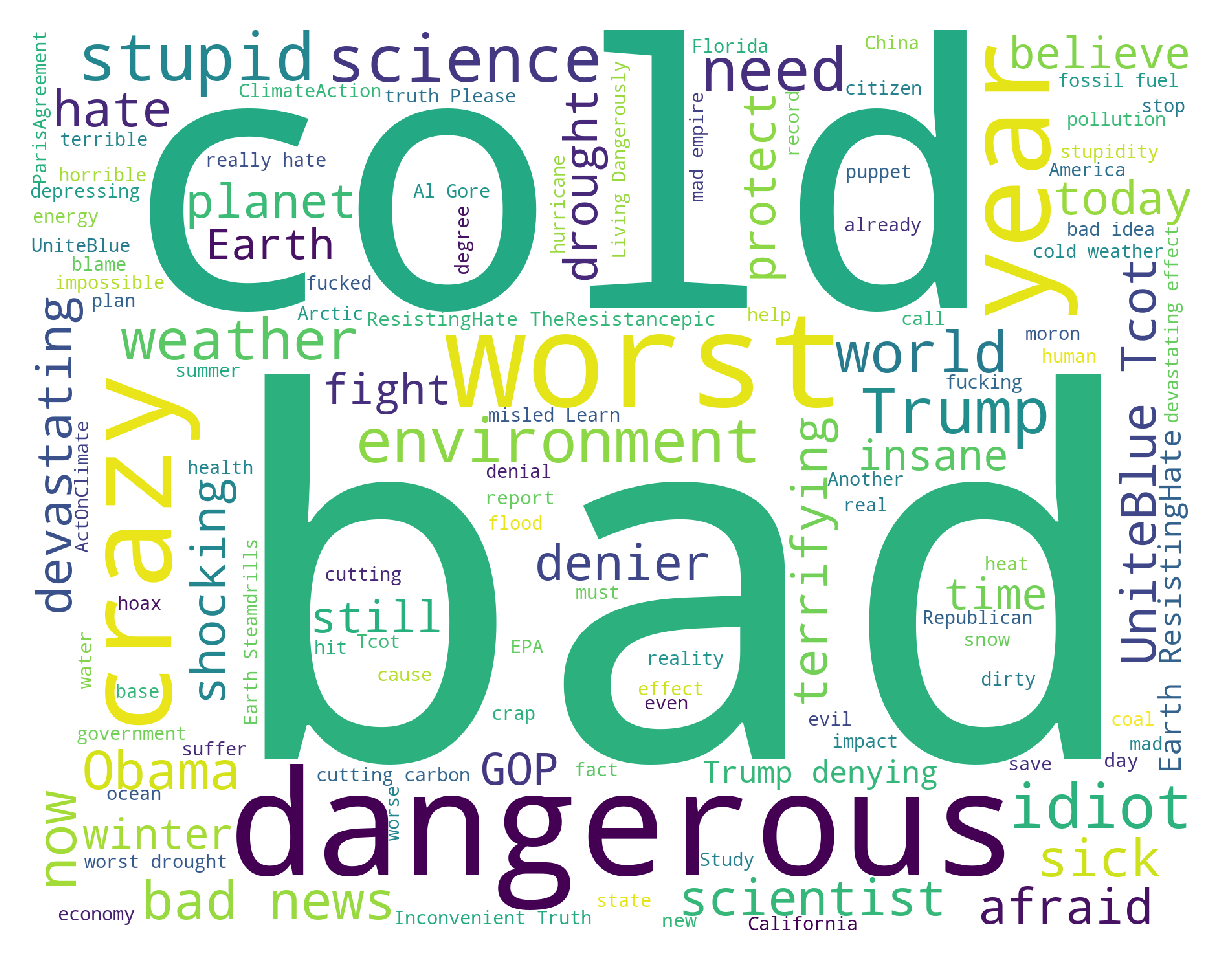 cold
bad
worst
dangerous
crazy
year
stupid
science
need
believe
hate
Florida
China
ParisAgreement
ClimateAction
truth Please
citizen
fossil fuel
stop
terrible
really hate
drought
Living Dangerously
mad empire
protect
record
pollution
stupidity
America
horrible
depressing
planet
Al Gore
hurricane
puppet
today
energy
Earth
degree
already
bad idea
UniteBlue
cold weather
blame
impossible
fucked
plan
Arctic
ResistingHate TheResistancepic
help
call
devastating
weather
summer
fight
world
moron
human
fucking
UniteBlue Tcot
devastating effect
misled Learn
Trump
environment
ActOnClimate
health
denial
terrifying
insane
Another
Earth ResistingHate
report
real
flood
shocking
Earth Steamdrills
denier
cutting
must
heat
time
hoax
still
Republican
hit
Tcot
EPA
reality
snow
water
base
cause
effect
even
dirty
crap
evil
coal
government
suffer
impact
mad
Obama
cutting carbon
GOP
fact
Trump denying
save
day
ocean
worse
now
winter
idiot
worst drought
Study
sick
economy
bad news
Inconvenient Truth
state
new
scientist
California
afraid